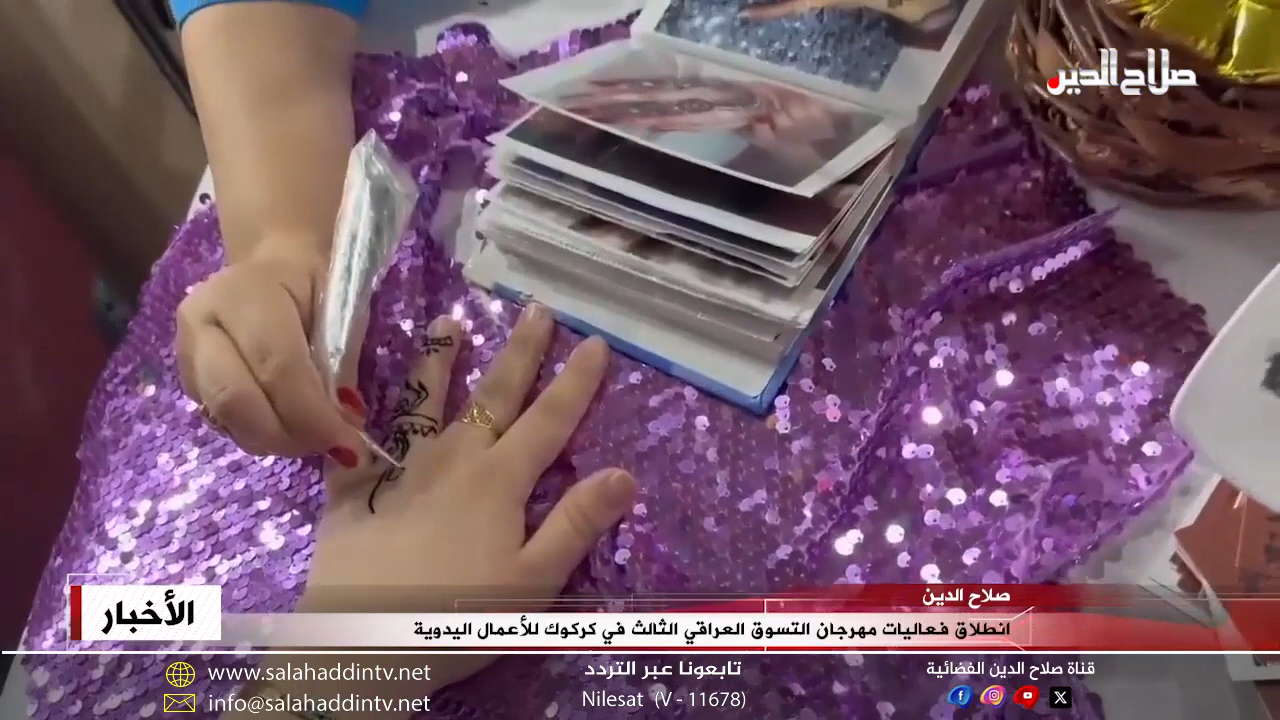 صلاح الدين
صلاح الدين
انطلاق فعاليات مهرجان التسوق العراقي الثالث في كركوك للأعمال اليدوية
الأخبار
قناة صلاح الدين الفضائية
تابعونا عبر التردد
Nilesat (V - 11678)
www.salahaddintv.net
info@salahaddintv.net